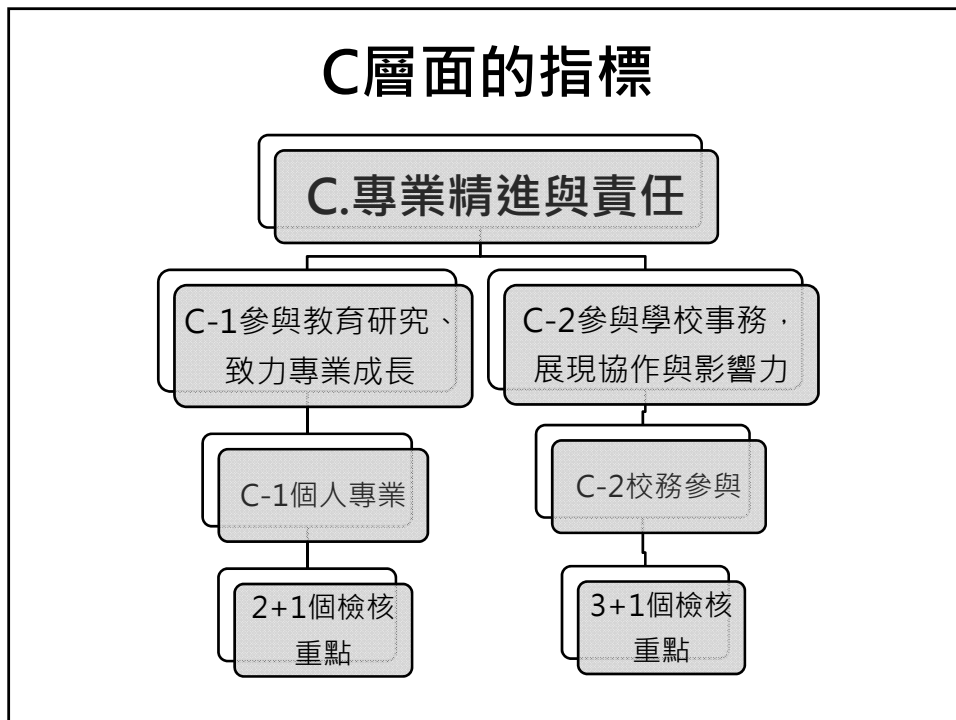 C層面的指標
C.專業精進與責任
C-1參與教育研究、
致力專業成長
C-2參與學校事務，
展現協作與影響力
C-1個人專業
C-2校務參與
2+1個檢核
重點
3+1個檢核
重點